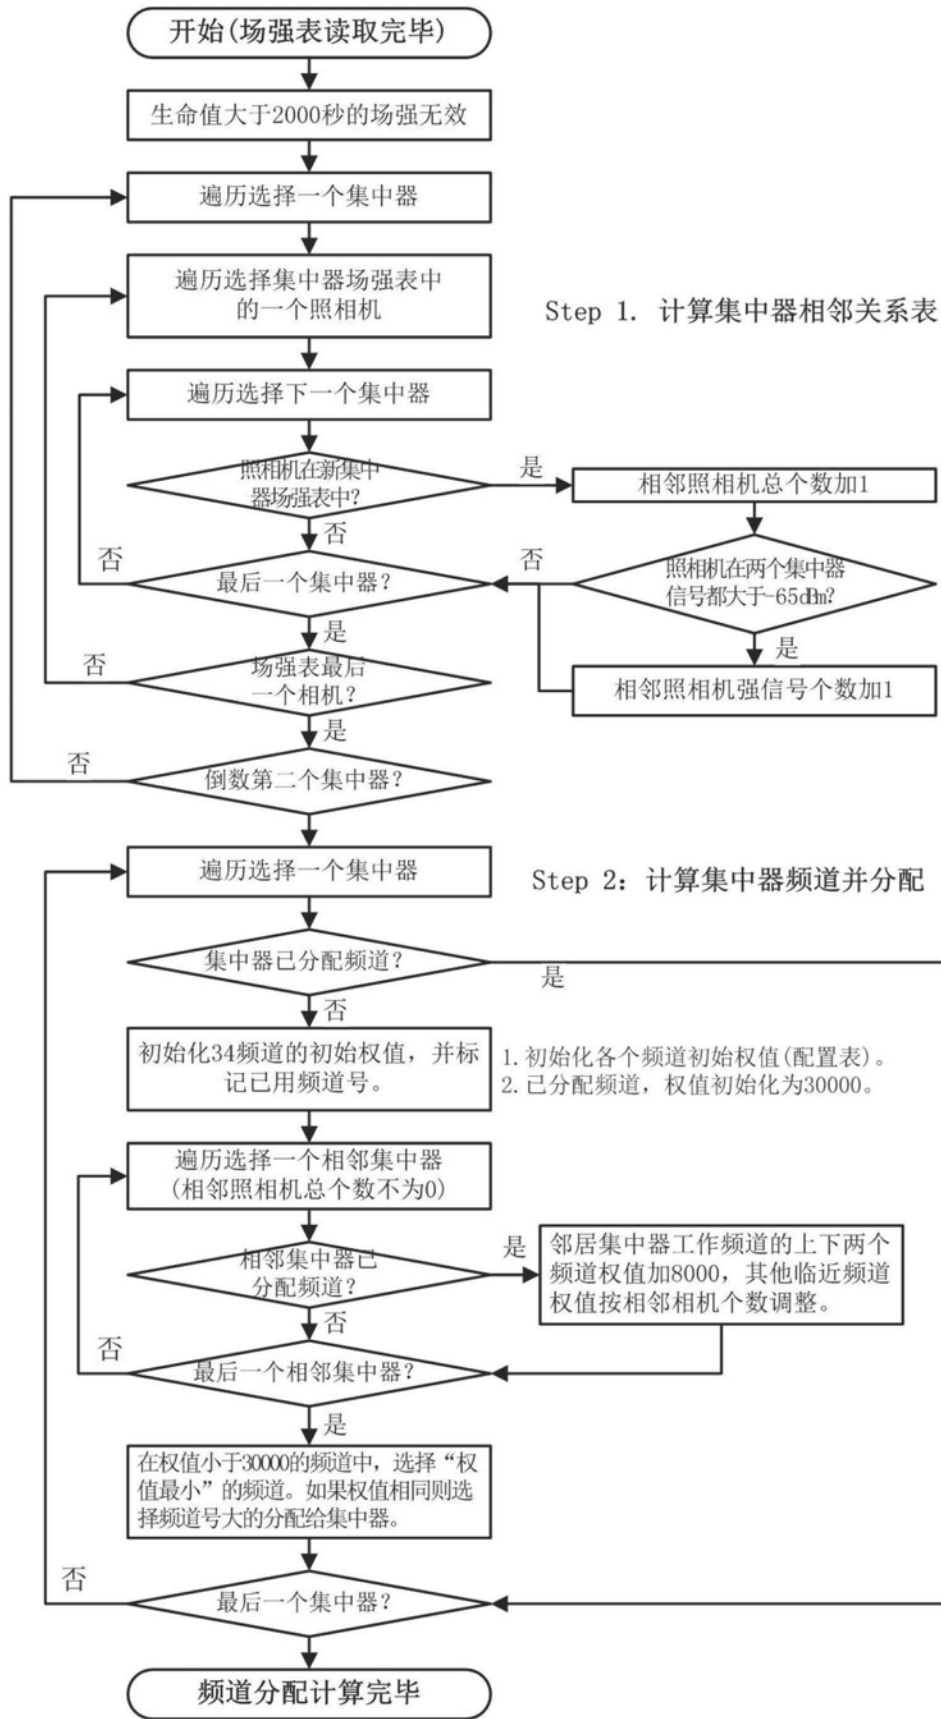 开始(场强表读取完毕)
生命值大于2000秒的场强无效
遍历选择一个集中器
遍历选择集中器场强表中
的一个照相机
Step 1. 计算集中器相邻关系表
遍历选择下一个集中器
照相机在新集中
器场强表中?
是
相邻照相机总个数加1
否
否
最后一个集中器?
否
照相机在两个集中器
信号都大于-65dBm?
是
是
否
场强表最后
一个相机?
相邻照相机强信号个数加1
是
否
倒数第二个集中器?
遍历选择一个集中器
Step 2: 计算集中器频道并分配
集中器已分配频道?
是
否
初始化34频道的初始权值，并标
记已用频道号。
1.初始化各个频道初始权值(配置表)。
2.已分配频道，权值初始化为30000。
遍历选择一个相邻集中器
(相邻照相机总个数不为0)
相邻集中器已
分配频道?
是
邻居集中器工作频道的上下两个
频道权值加8000，其他临近频道
权值按相邻相机个数调整。
否
否
最后一个相邻集中器?
是
在权值小于30000的频道中，选择“权
值最小”的频道。如果权值相同则选
择频道号大的分配给集中器。
否
最后一个集中器?
频道分配计算完毕